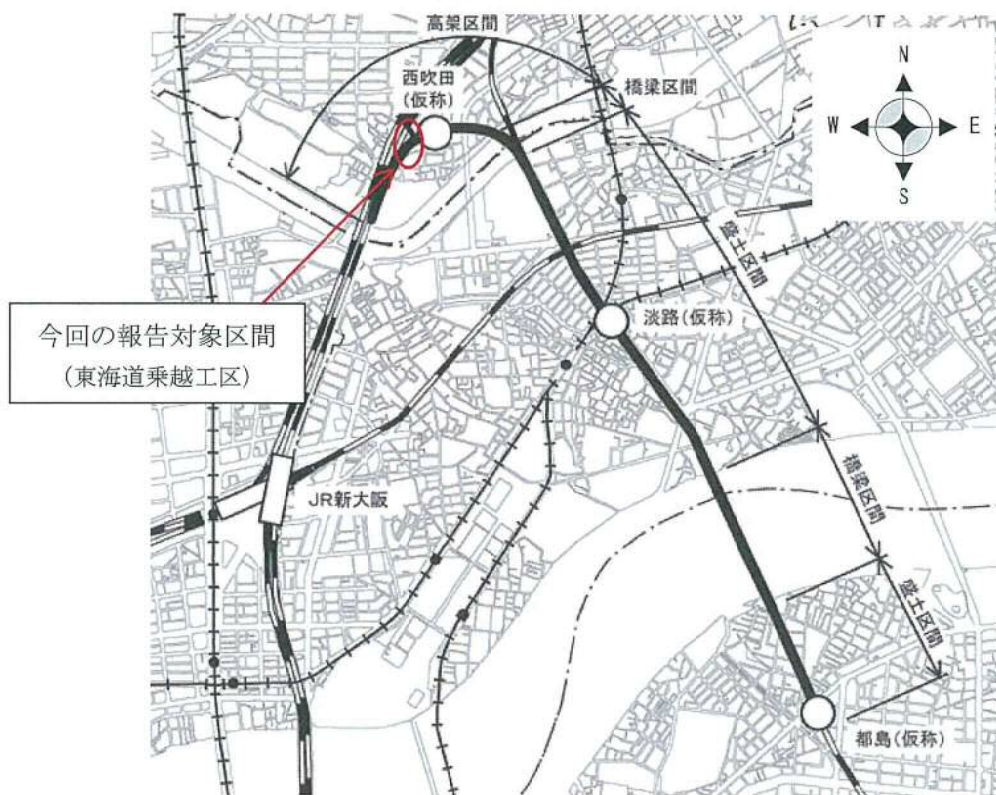 高架区間
西吹田
(仮称)
橋梁区間
N
W
E
S
盛土区間
今回の報告対象区間
(東海道乗越工区)
淡路(仮称)
JR新大阪
橋梁区間
盛土区間
都島(仮称)